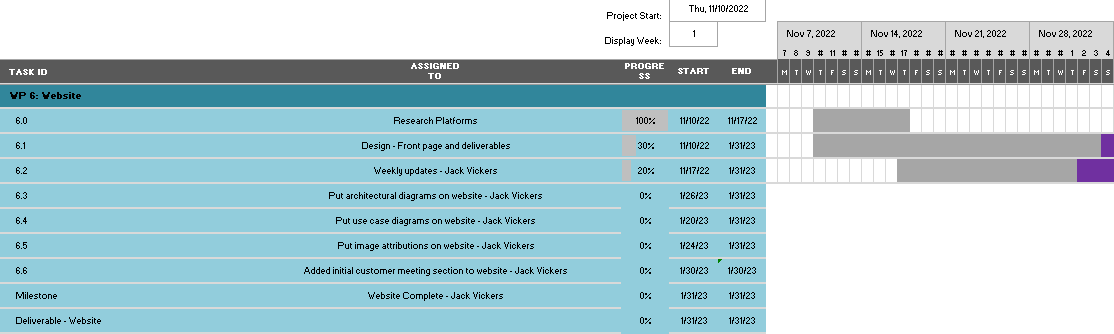 Project Start: Thu, 11/10/2022
Display Week: 1
Nov 7, 2022 Nov 14, 2022 Nov 21, 2022 Nov 28, 2022
7 8 9 # 11 # # # 15 # 17 # # # # # # # # # # # # # 1 2 3 4
TASK ID ASSIGNED TO PROGRESS START END M T W T F S S M T W T F S S M T W T F S S M T W T F S S
WP 6: Website
6.0 Research Platforms 100% 11/10/22 11/17/22
6.1 Design - Front page and deliverables 30% 11/10/22 1/31/23
6.2 Weekly updates - Jack Vickers 20% 11/17/22 1/31/23
6.3 Put architectural diagrams on website - Jack Vickers 0% 1/26/23 1/31/23
6.4 Put use case diagrams on website - Jack Vickers 0% 1/20/23 1/31/23
6.5 Put image attributions on website - Jack Vickers 0% 1/24/23 1/31/23
6.6 Added initial customer meeting section to website - Jack Vickers 0% 1/30/23 1/30/23
Milestone Website Complete - Jack Vickers 0% 1/31/23 1/31/23
Deliverable - Website 0% 1/31/23 1/31/23